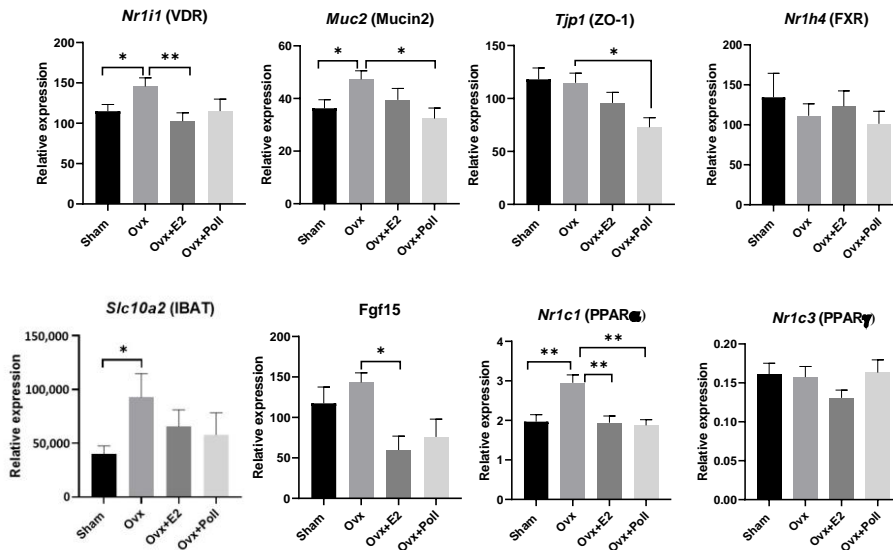 Nr1i1 (VDR)
Relative expression
200
150
100
50
0
* **
Sham
Ovx
Ovx+E2
Ovx+Poll
Muc2 (Mucin2)
Relative expression
60
40
20
0
* *
Sham
Ovx
Ovx+E2
Ovx+Poll
Tjp1 (ZO-1)
Relative expression
150
100
50
0
*
Sham
Ovx
Ovx+E2
Ovx+Poll
Nr1h4 (FXR)
Relative expression
200
150
100
50
0
Sham
Ovx
Ovx+E2
Ovx+Poll
Slc10a2 (IBAT)
Relative expression
150,000
100,000
50,000
0
*
Sham
Ovx
Ovx+E2
Ovx+Poll
Fgf15
Relative expression
200
150
100
50
0
*
Sham
Ovx
Ovx+E2
Ovx+Poll
Nr1c1 (PPARα)
Relative expression
4
3
2
1
0
** ** **
Sham
Ovx
Ovx+E2
Ovx+Poll
Nr1c3 (PPARγ)
Relative expression
0.20
0.15
0.10
0.05
0.00
Sham
Ovx
Ovx+E2
Ovx+Poll